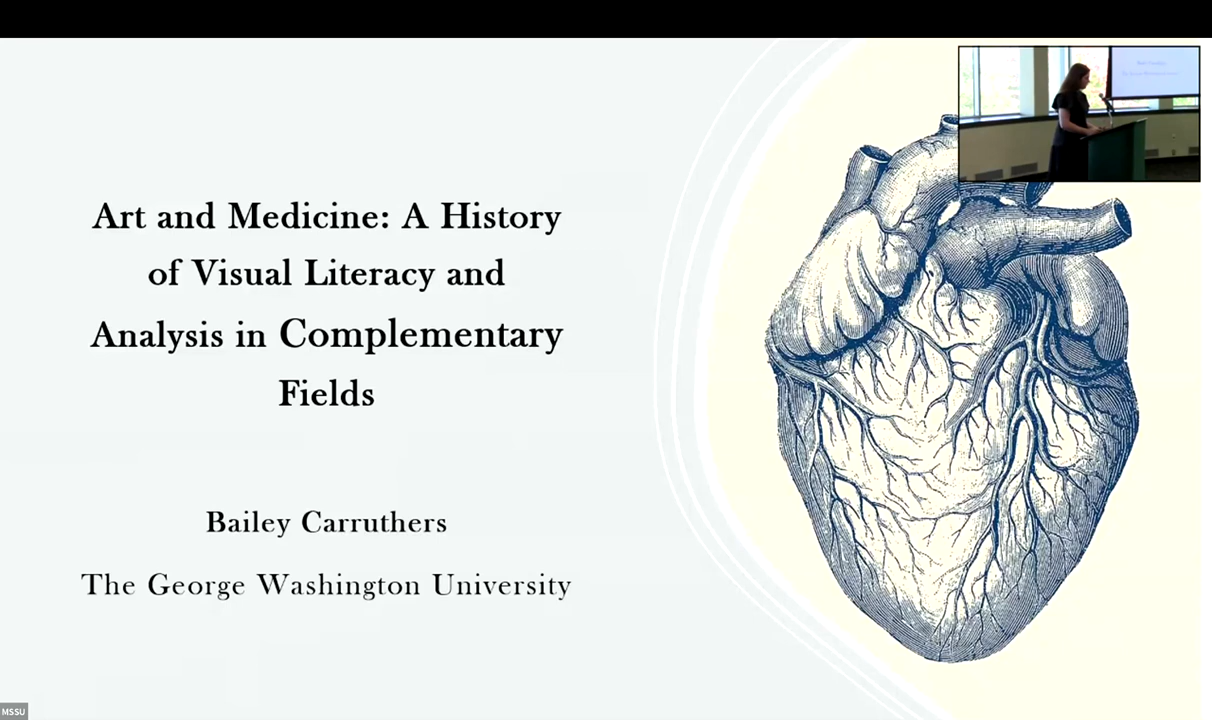 Art and Medicine: A History
of Visual Literacy and
Analysis in Complementary
Fields
Bailey Carruthers
The George Washington University
MSSU